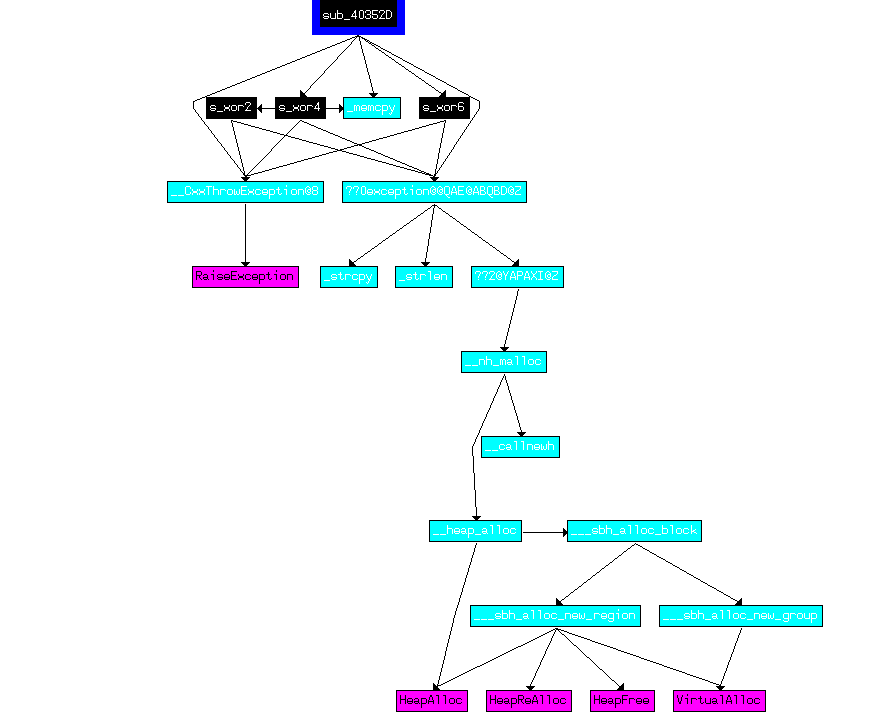 sub_40352D
s_xor2
s_xor4
_memcpy
s_xor6
__CxxThrowException@8
??0exception@@QAE@ABQBD@Z
RaiseException
_strcpy
_strlen
??2@YAPAXI@Z
__nh_malloc
__callnewh
__heap_alloc
___sbh_alloc_block
___sbh_alloc_new_region
___sbh_alloc_new_group
HeapAlloc
HeapReAlloc
HeapFree
VirtualAlloc